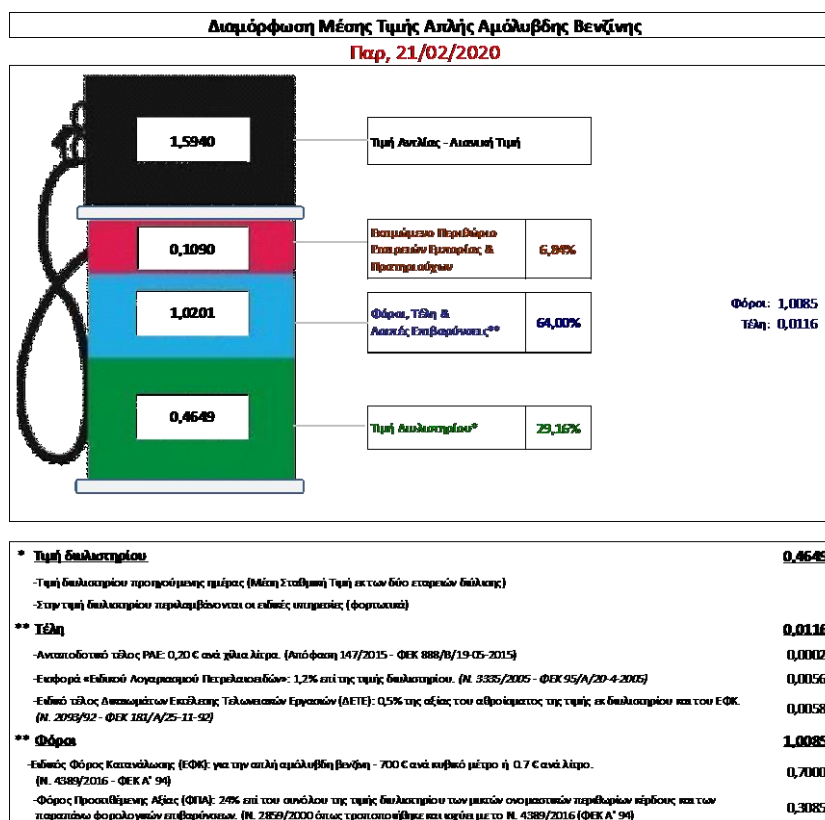 Διαμόρφωση Μέσης Τιμής Απλής Αμόλυβδης Βενζίνης
Παρ, 21/02/2020
1,5940
Τιμή Αντλίας - Λιανική Τιμή
0,1090
Εκτιμώμενο Περιθώριο
Εταιρειών Εμπορίας &
Πρατηριούχων
6,84%
1,0201
Φόροι, Τέλη &
Λοιπές Επιβαρύνσεις**
64,00%
Φόροι: 1,0085
Τέλη: 0,0116
0,4649
Τιμή Διυλιστηρίου*
29,16%
* Τιμή διυλιστηρίου 0,4649
-Τιμή διυλιστηρίου προηγούμενης ημέρας (Μέση Σταθμική Τιμή εκ των δύο εταιρειών διύλισης)
-Στην τιμή διυλιστηρίου περιλαμβάνονται οι ειδικές υπηρεσίες (φορτωτικά)
** Τέλη 0,0116
-Ανταποδοτικό τέλος ΡΑΕ: 0,20 € ανά χίλια λίτρα. (Απόφαση 147/2015 - ΦΕΚ 888/Β/19-05-2015) 0,0002
-Εισφορά «Ειδικού Λογαριασμού Πετρελαιοειδών»: 1,2% επί της τιμής διυλιστηρίου. (Ν. 3335/2005 - ΦΕΚ 95/Α/20-4-2005) 0,0056
-Ειδικό τέλος Δικαιωμάτων Εκτέλεσης Τελωνειακών Εργασιών (ΔΕΤΕ): 0,5% της αξίας του αθροίσματος της τιμής εκ διυλιστηρίου και του ΕΦΚ.
(Ν. 2093/92 - ΦΕΚ 181/Α/25-11-92) 0,0058
** Φόροι 1,0085
-Ειδικός Φόρος Κατανάλωσης (ΕΦΚ): για την απλή αμόλυβδη βενζίνη - 700 € ανά κυβικό μέτρο ή 0.7 € ανά λίτρο.
(Ν. 4389/2016 - ΦΕΚ Α' 94) 0,7000
-Φόρος Προστιθέμενης Αξίας (ΦΠΑ): 24% επί του συνόλου της τιμής διυλιστηρίου των μικτών ονομαστικών περιθωρίων κέρδους και των
παραπάνω φορολογικών επιβαρύνσεων. (Ν. 2859/2000 όπως τροποποιήθηκε και ισχύει με το Ν. 4389/2016 (ΦΕΚ Α' 94) 0,3085